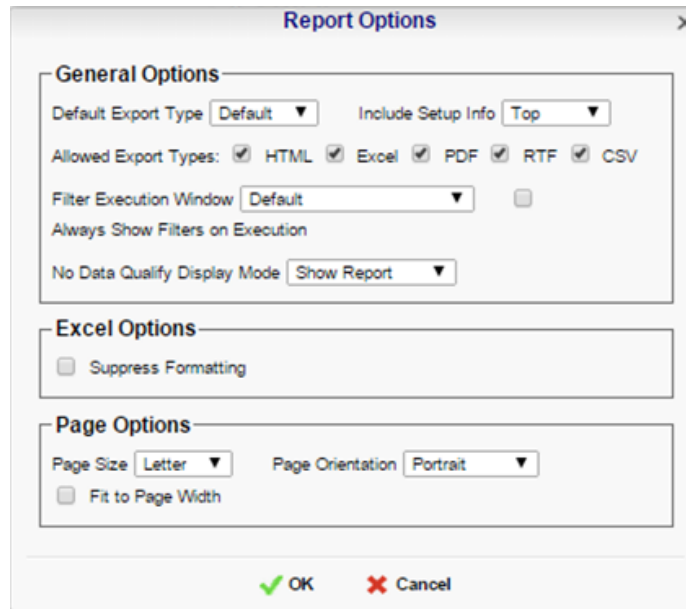 Report Options
General Options
Default Export Type Default Include Setup Info Top
Allowed Export Types: HTML Excel PDF RTF CSV
Filter Execution Window Default
Always Show Filters on Execution
No Data Qualify Display Mode Show Report
Excel Options
Suppress Formatting
Page Options
Page Size Letter Page Orientation Portrait
Fit to Page Width
OK Cancel